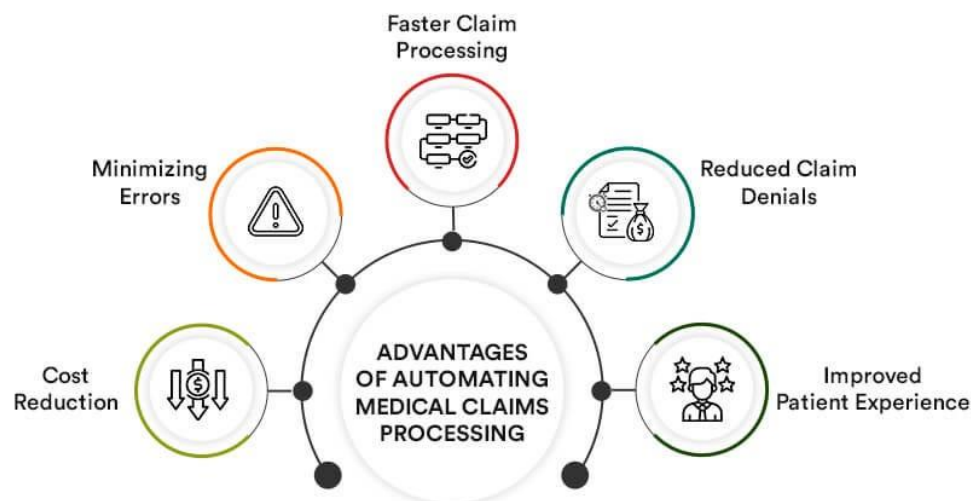 Faster Claim
Processing
Minimizing
Errors
Reduced Claim
Denials
Cost
Reduction
ADVANTAGES
OF AUTOMATING
MEDICAL CLAIMS
PROCESSING
Improved
Patient Experience
$
$